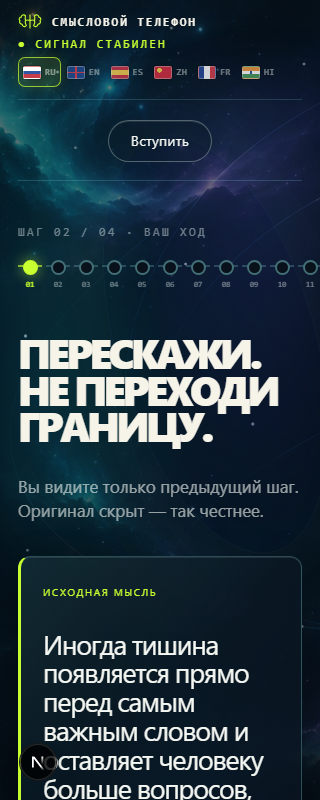 СМЫСЛОВОЙ ТЕЛЕФОН
СИГНАЛ СТАБИЛЕН
RU EN ES ZH FR HI
Вступить
ШАГ 02 / 04 · ВАШ ХОД
01 02 03 04 05 06 07 08 09 10 11
ПЕРЕСКАЖИ.
НЕ ПЕРЕХОДИ
ГРАНИЦУ.
Вы видите только предыдущий шаг.
Оригинал скрыт — так честнее.
ИСХОДНАЯ МЫСЛЬ
Иногда тишина
появляется прямо
перед самым
важным словом и
оставляет человеку
больше вопросов,
N